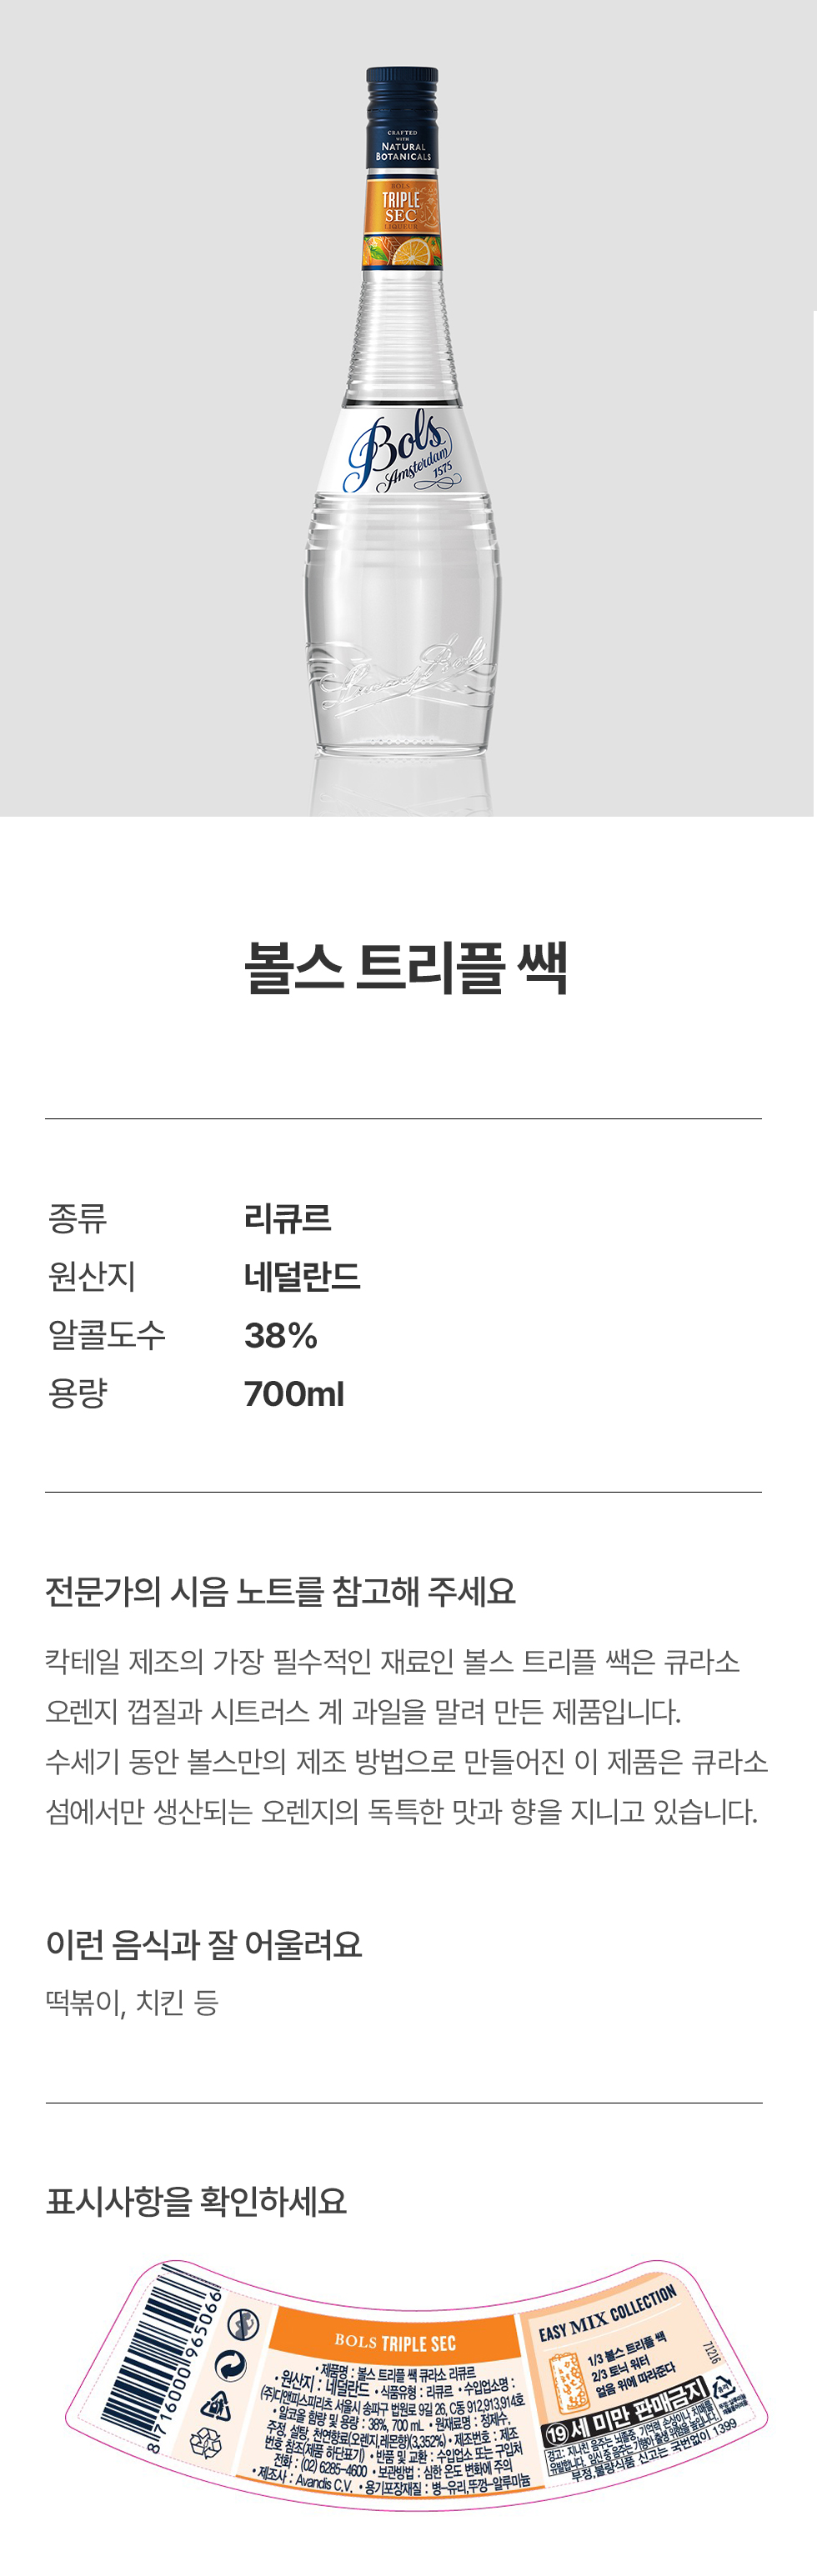 CRAFTED
WITH
NATURAL
BOTANICALS
BOLS
TRIPLE
SEC
LIQUEUR
Bols
Amsterdam
1575
Lucas Bols
볼스 트리플 쌕
종류 리큐르
원산지 네덜란드
알콜도수 38%
용량 700ml
전문가의 시음 노트를 참고해 주세요
칵테일 제조의 가장 필수적인 재료인 볼스 트리플 쌕은 큐라소
오렌지 껍질과 시트러스 계 과일을 말려 만든 제품입니다.
수세기 동안 볼스만의 제조 방법으로 만들어진 이 제품은 큐라소
섬에서만 생산되는 오렌지의 독특한 맛과 향을 지니고 있습니다.
이런 음식과 잘 어울려요
떡볶이, 치킨 등
표시사항을 확인하세요
8 716000 965066
BOLS TRIPLE SEC
• 제품명 : 볼스 트리플 쌕 큐라소 리큐르
• 원산지 : 네덜란드 • 식품유형 : 리큐르 • 수입업소명 :
(주)디앤피스피리츠 서울시 송파구 법원로 9길 26, C동 912,913,914호
• 알코올 함량 및 용량 : 38%, 700 mL • 원재료명 : 정제수,
주정, 설탕, 천연향료(오렌지,레몬향)(3,352%) • 제조번호 : 제조
번호 참조(제품 하단표기) • 반품 및 교환 : 수입업소 또는 구입처
전화 : (02) 6285-4600 • 보관방법 : 심한 온도 변화에 주의
• 제조사 : Avandis C.V. • 용기포장재질 : 병-유리,뚜껑-알루미늄
EASY MIX COLLECTION
1/3 볼스 트리플 쌕
2/3 토닉 워터
얼음 위에 따라준다
71216
19세 미만 판매금지
경고: 지나친 음주는 뇌졸중, 기억력 손상이나 치매를
유발합니다. 임신 중 음주는 기형아 출생 위험을 높입니다.
부정,불량식품 신고는 국번없이 1399